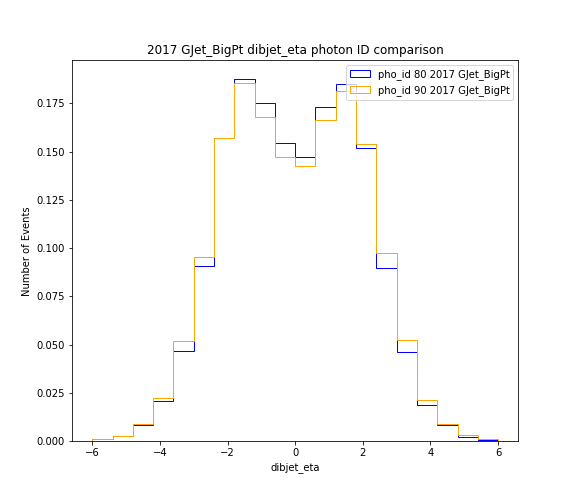 2017 GJet_BigPt dibjet_eta photon ID comparison
pho_id 80 2017 GJet_BigPt
pho_id 90 2017 GJet_BigPt
0.175
0.150
0.125
0.100
0.075
0.050
0.025
0.000
Number of Events
−6 −4 −2 0 2 4 6
dibjet_eta